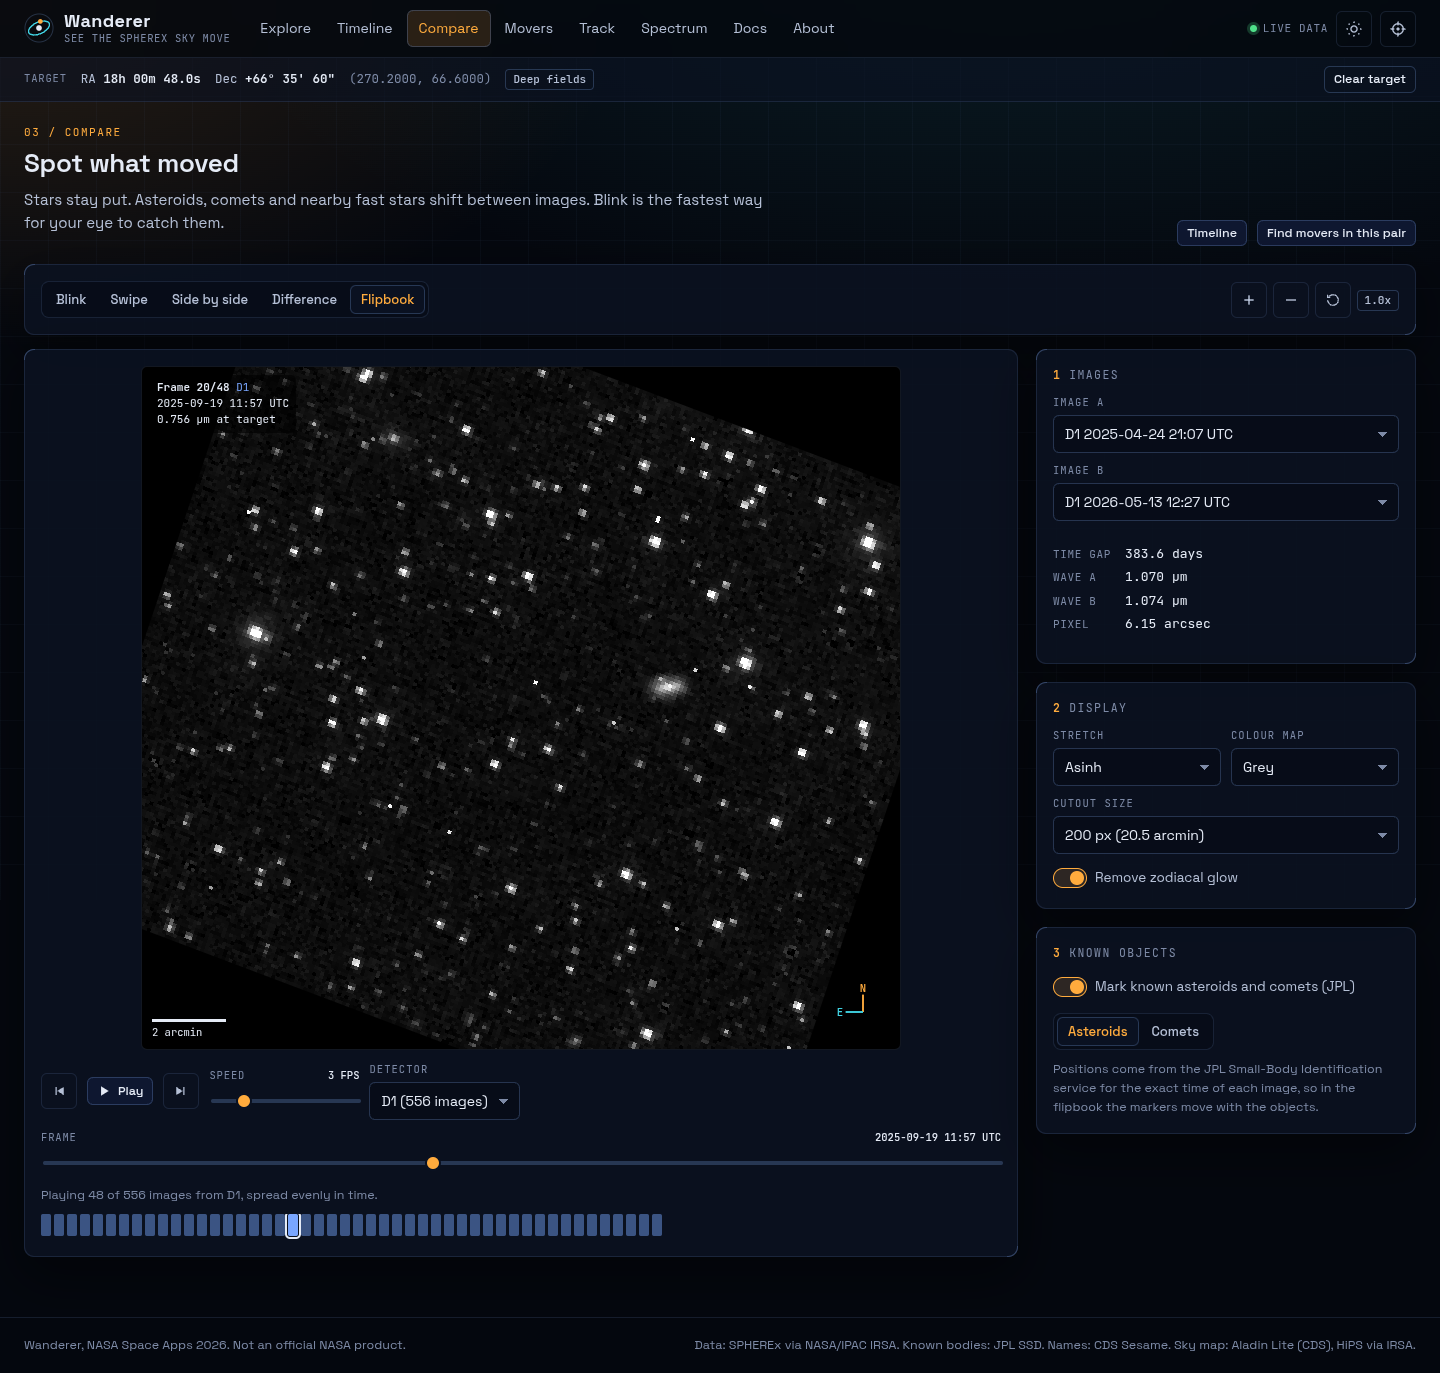 Wanderer
SEE THE SPHEREX SKY MOVE
Explore Timeline Compare Movers Track Spectrum Docs About
LIVE DATA
TARGET RA 18h 00m 48.0s Dec +66° 35' 60" (270.2000, 66.6000) Deep fields Clear target
03 / COMPARE
Spot what moved
Stars stay put. Asteroids, comets and nearby fast stars shift between images. Blink is the fastest way
for your eye to catch them.
Timeline Find movers in this pair
Blink Swipe Side by side Difference Flipbook
1.0x
Frame 20/48 D1
2025-09-19 11:57 UTC
0.756 µm at target
N
E
2 arcmin
Play
SPEED 3 FPS
DETECTOR
D1 (556 images)
FRAME 2025-09-19 11:57 UTC
Playing 48 of 556 images from D1, spread evenly in time.
1 IMAGES
IMAGE A
D1 2025-04-24 21:07 UTC
IMAGE B
D1 2026-05-13 12:27 UTC
TIME GAP 383.6 days
WAVE A 1.070 µm
WAVE B 1.074 µm
PIXEL 6.15 arcsec
2 DISPLAY
STRETCH COLOUR MAP
Asinh Grey
CUTOUT SIZE
200 px (20.5 arcmin)
Remove zodiacal glow
3 KNOWN OBJECTS
Mark known asteroids and comets (JPL)
Asteroids Comets
Positions come from the JPL Small-Body Identification
service for the exact time of each image, so in the
flipbook the markers move with the objects.
Wanderer, NASA Space Apps 2026. Not an official NASA product.
Data: SPHEREx via NASA/IPAC IRSA. Known bodies: JPL SSD. Names: CDS Sesame. Sky map: Aladin Lite (CDS), HiPS via IRSA.